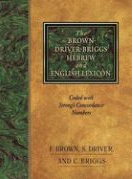 The
BROWN
DRIVER BRIGGS
HEBREW
and
ENGLISH LEXICON
Coded with
Strong's Concordance
Numbers
F. BROWN, S. DRIVER,
AND C. BRIGGS